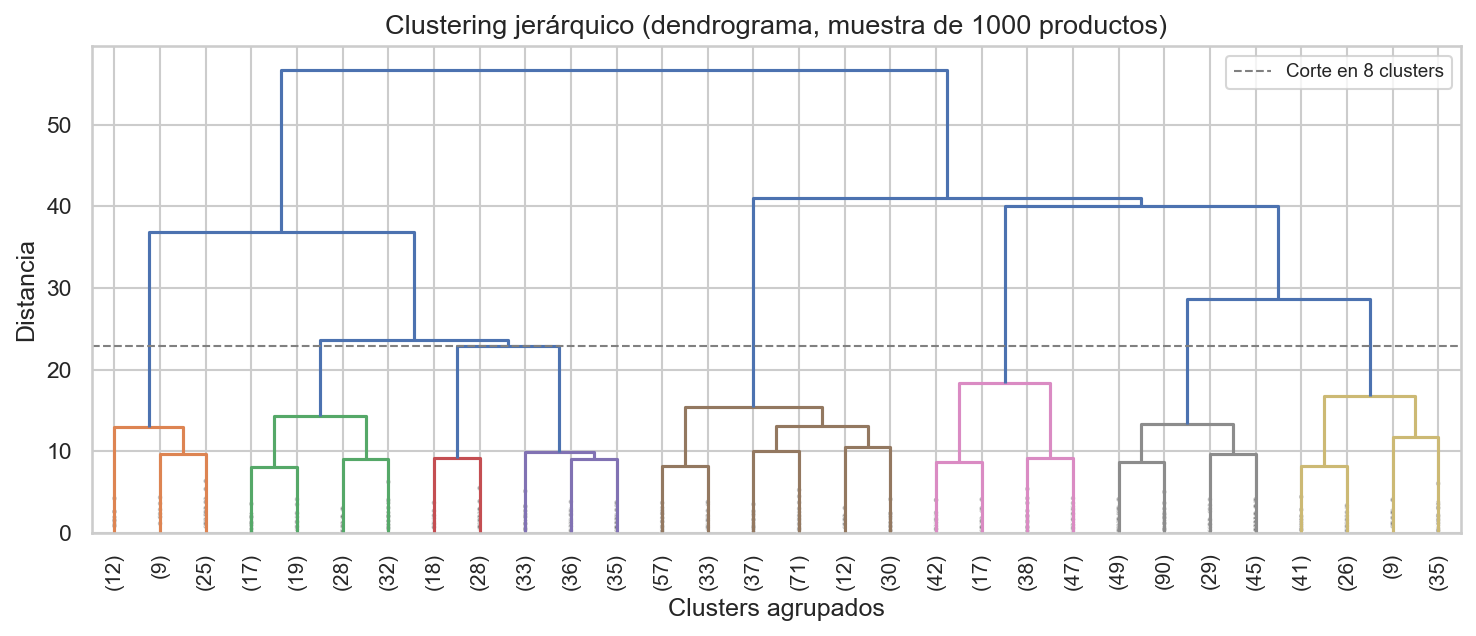 Clustering jerárquico (dendrograma, muestra de 1000 productos)
Corte en 8 clusters
Distancia
50
40
30
20
10
0
(12) (9) (25) (17) (19) (28) (32) (18) (28) (33) (36) (35) (57) (33) (37) (71) (12) (30) (42) (17) (38) (47) (49) (90) (29) (45) (41) (26) (9) (35)
Clusters agrupados